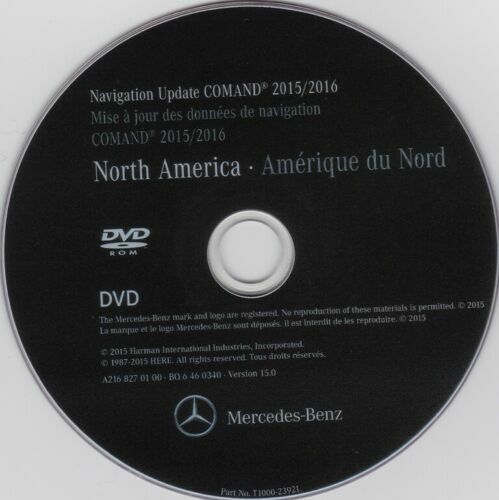 Navigation Update COMAND® 2015/2016
Mise à jour des données de navigation
COMAND® 2015/2016
North America · Amérique du Nord
DVD
ROM
DVD
The Mercedes-Benz mark and logo are registered. No reproduction of these materials is permitted. © 2015
La marque et le logo Mercedes-Benz sont déposés. il est interdit de les reproduire. © 2015
© 2015 Harman International Industries, Incorporated.
© 1987-2015 HERE. All rights reserved. Tous droits réservés.
A216 827 01 00 - BQ 6 46 0340 - Version 15.0
Mercedes-Benz
Part No. T1000-23921